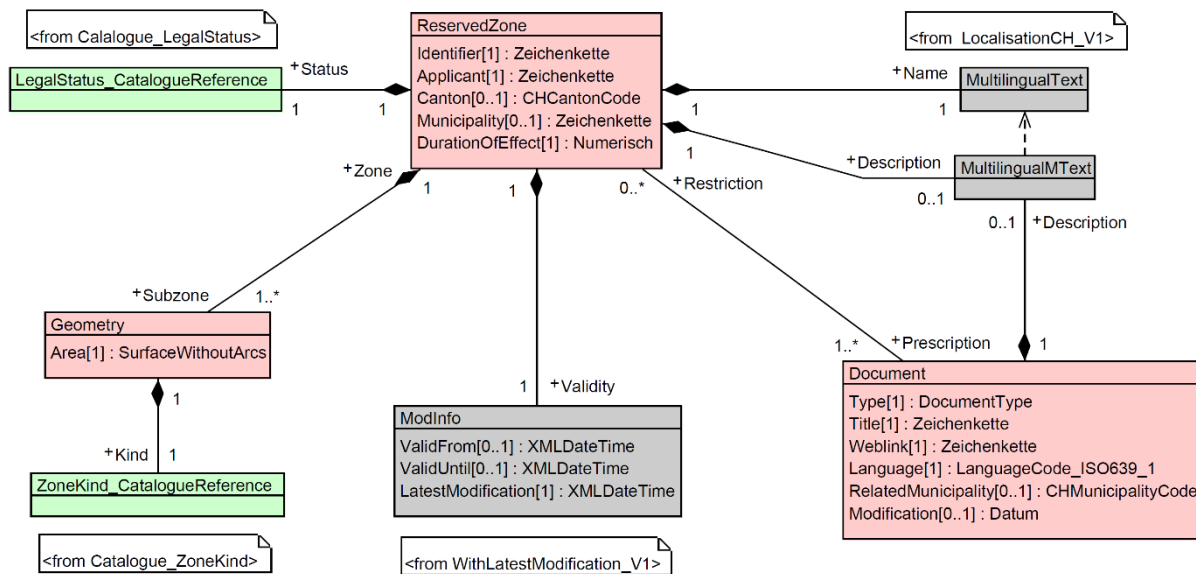 <from Calalogue_LegalStatus>
ReservedZone
<from LocalisationCH_V1>
Identifier[1] : Zeichenkette
Applicant[1] : Zeichenkette
Canton[0..1] : CHCantonCode
Municipality[0..1] : Zeichenkette
DurationOfEffect[1] : Numerisch
LegalStatus_CatalogueReference
+Status
1
1
+Name
1
1
MultilingualText
1
+Description
0..1
MultilingualMText
+Zone
1
1
0..*
+Restriction
0..1
+Description
+Subzone
1..*
Geometry
Area[1] : SurfaceWithoutArcs
1
+Kind
1
ZoneKind_CatalogueReference
<from Catalogue_ZoneKind>
1
+Validity
ModInfo
ValidFrom[0..1] : XMLDateTime
ValidUntil[0..1] : XMLDateTime
LatestModification[1] : XMLDateTime
<from WithLatestModification_V1>
1..*
+Prescription
1
Document
Type[1] : DocumentType
Title[1] : Zeichenkette
Weblink[1] : Zeichenkette
Language[1] : LanguageCode_ISO639_1
RelatedMunicipality[0..1] : CHMunicipalityCode
Modification[0..1] : Datum